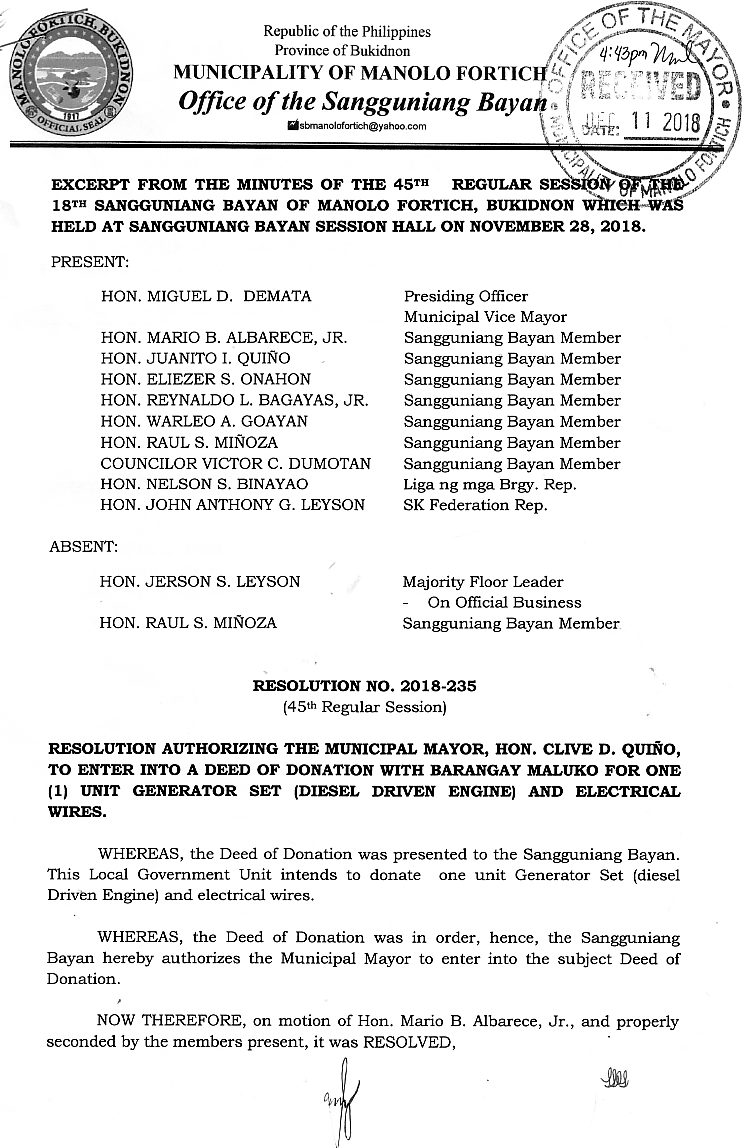 MANOLO FORTICH, BUKIDNON
1917
OFFICIAL SEAL
Republic of the Philippines
Province of Bukidnon
MUNICIPALITY OF MANOLO FORTICH
Office of the Sangguniang Bayan
sbmanolofortich@yahoo.com
OFFICE OF THE MAYOR
4:43pm
RECEIVED
DATE: DEC 11 2018
MUNICIPALITY OF MANOLO FORTICH
EXCERPT FROM THE MINUTES OF THE 45TH REGULAR SESSION OF THE
18TH SANGGUNIANG BAYAN OF MANOLO FORTICH, BUKIDNON WHICH WAS
HELD AT SANGGUNIANG BAYAN SESSION HALL ON NOVEMBER 28, 2018.
PRESENT:
HON. MIGUEL D. DEMATA Presiding Officer
Municipal Vice Mayor
HON. MARIO B. ALBARECE, JR. Sangguniang Bayan Member
HON. JUANITO I. QUIÑO Sangguniang Bayan Member
HON. ELIEZER S. ONAHON Sangguniang Bayan Member
HON. REYNALDO L. BAGAYAS, JR. Sangguniang Bayan Member
HON. WARLEO A. GOAYAN Sangguniang Bayan Member
HON. RAUL S. MIÑOZA Sangguniang Bayan Member
COUNCILOR VICTOR C. DUMOTAN Sangguniang Bayan Member
HON. NELSON S. BINAYAO Liga ng mga Brgy. Rep.
HON. JOHN ANTHONY G. LEYSON SK Federation Rep.
ABSENT:
HON. JERSON S. LEYSON Majority Floor Leader
- On Official Business
HON. RAUL S. MIÑOZA Sangguniang Bayan Member
RESOLUTION NO. 2018-235
(45th Regular Session)
RESOLUTION AUTHORIZING THE MUNICIPAL MAYOR, HON. CLIVE D. QUIÑO,
TO ENTER INTO A DEED OF DONATION WITH BARANGAY MALUKO FOR ONE
(1) UNIT GENERATOR SET (DIESEL DRIVEN ENGINE) AND ELECTRICAL
WIRES.
WHEREAS, the Deed of Donation was presented to the Sangguniang Bayan.
This Local Government Unit intends to donate one unit Generator Set (diesel
Driven Engine) and electrical wires.
WHEREAS, the Deed of Donation was in order, hence, the Sangguniang
Bayan hereby authorizes the Municipal Mayor to enter into the subject Deed of
Donation.
NOW THEREFORE, on motion of Hon. Mario B. Albarece, Jr., and properly
seconded by the members present, it was RESOLVED,